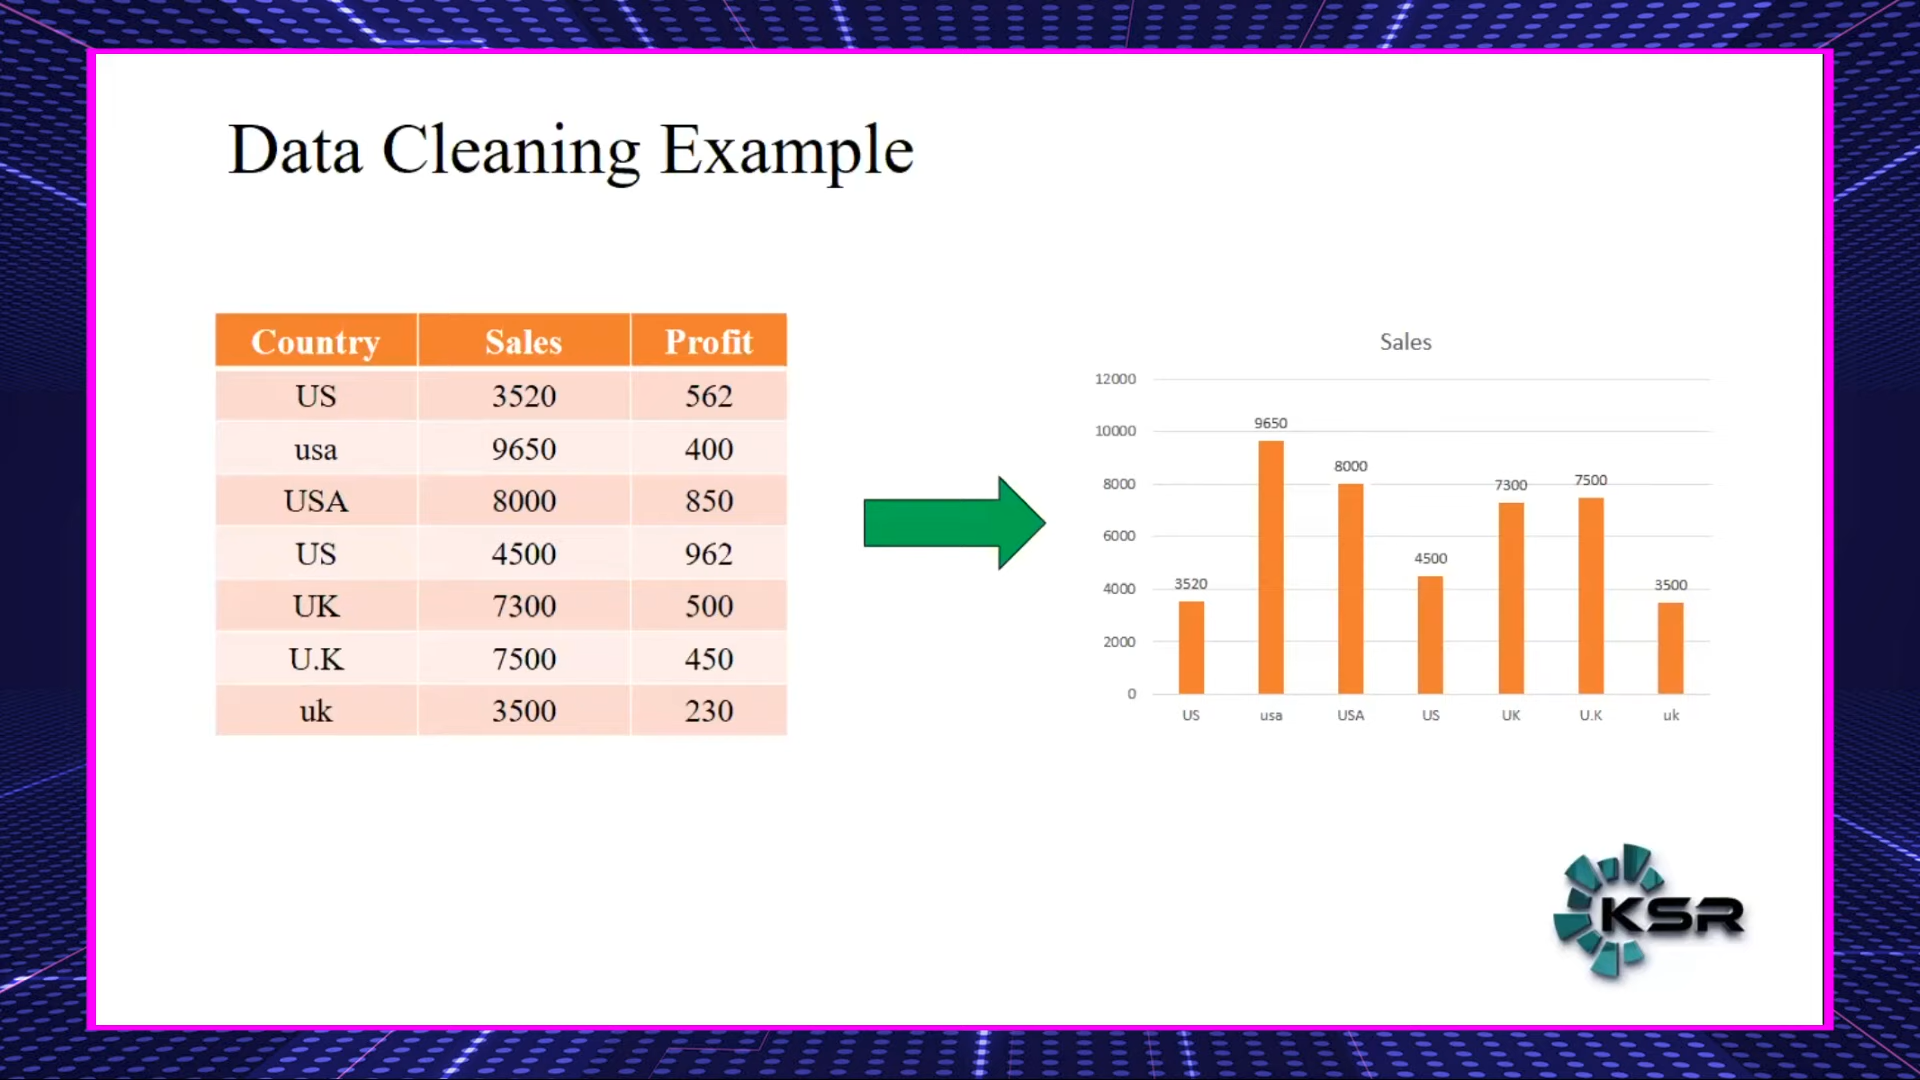 Data Cleaning Example
Country Sales Profit
US 3520 562
usa 9650 400
USA 8000 850
US 4500 962
UK 7300 500
U.K 7500 450
uk 3500 230
Sales
12000
10000
8000
6000
4000
2000
0
3520
9650
8000
4500
7300
7500
3500
US usa USA US UK U.K uk
KSR